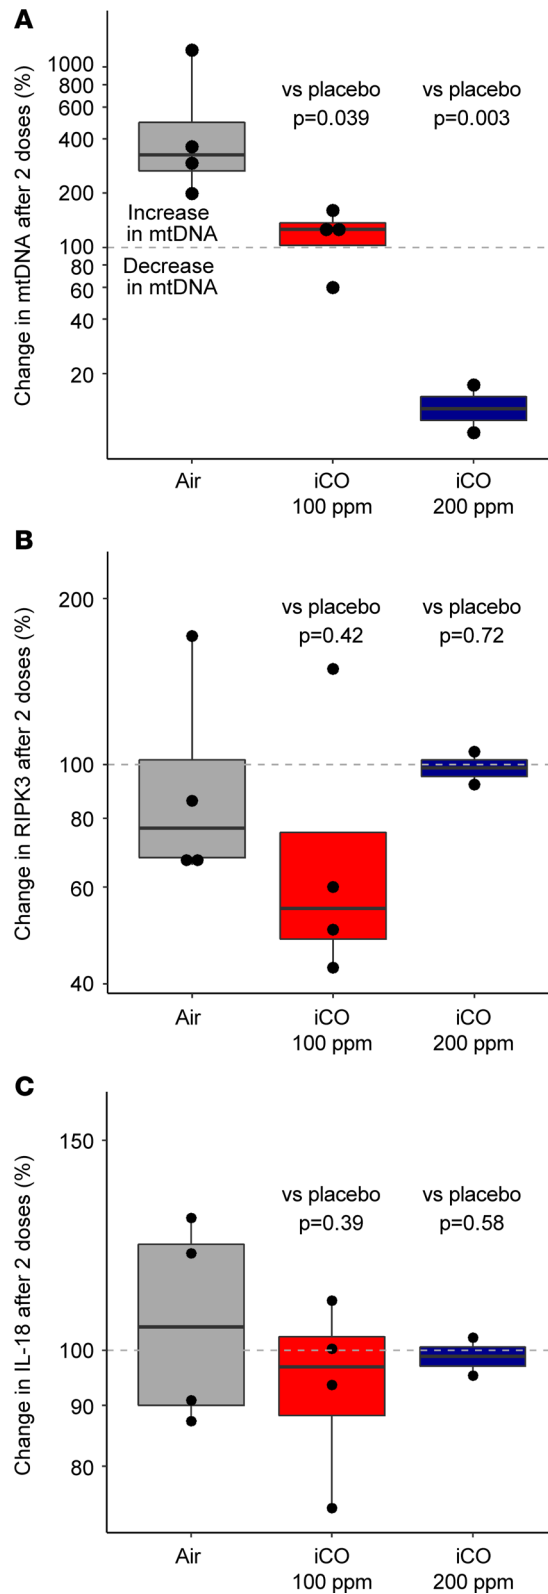 A
Change in mtDNA after 2 doses (%)
1000
800
600
400
200
100
80
60
40
20
vs placebo
p=0.039
vs placebo
p=0.003
Increase
in mtDNA
Decrease
in mtDNA
Air
iCO
100 ppm
iCO
200 ppm
B
Change in RIPK3 after 2 doses (%)
200
100
80
60
40
vs placebo
p=0.42
vs placebo
p=0.72
Air
iCO
100 ppm
iCO
200 ppm
C
Change in IL-18 after 2 doses (%)
150
100
90
80
vs placebo
p=0.39
vs placebo
p=0.58
Air
iCO
100 ppm
iCO
200 ppm